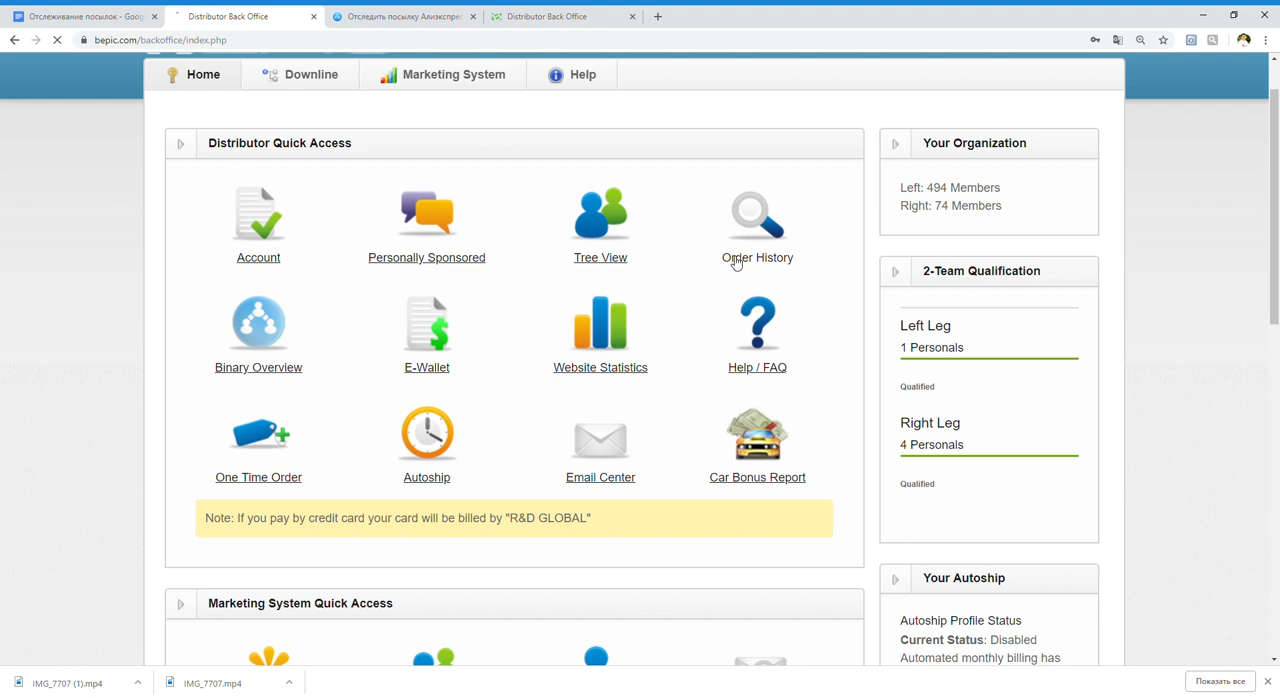 Отслеживание посылок - Goog
Distributor Back Office
Отследить посылку Алиэкспрес
Distributor Back Office
bepic.com/backoffice/index.php
Home
Downline
Marketing System
Help
Distributor Quick Access
Account
Personally Sponsored
Tree View
Order History
Binary Overview
E-Wallet
Website Statistics
Help / FAQ
One Time Order
Autoship
Email Center
Car Bonus Report
Note: If you pay by credit card your card will be billed by "R&D GLOBAL"
Marketing System Quick Access
Your Organization
Left: 494 Members
Right: 74 Members
2-Team Qualification
Left Leg
1 Personals
Qualified
Right Leg
4 Personals
Qualified
Your Autoship
Autoship Profile Status
Current Status: Disabled
Automated monthly billing has
IMG_7707 (1).mp4
IMG_7707.mp4
Показать все